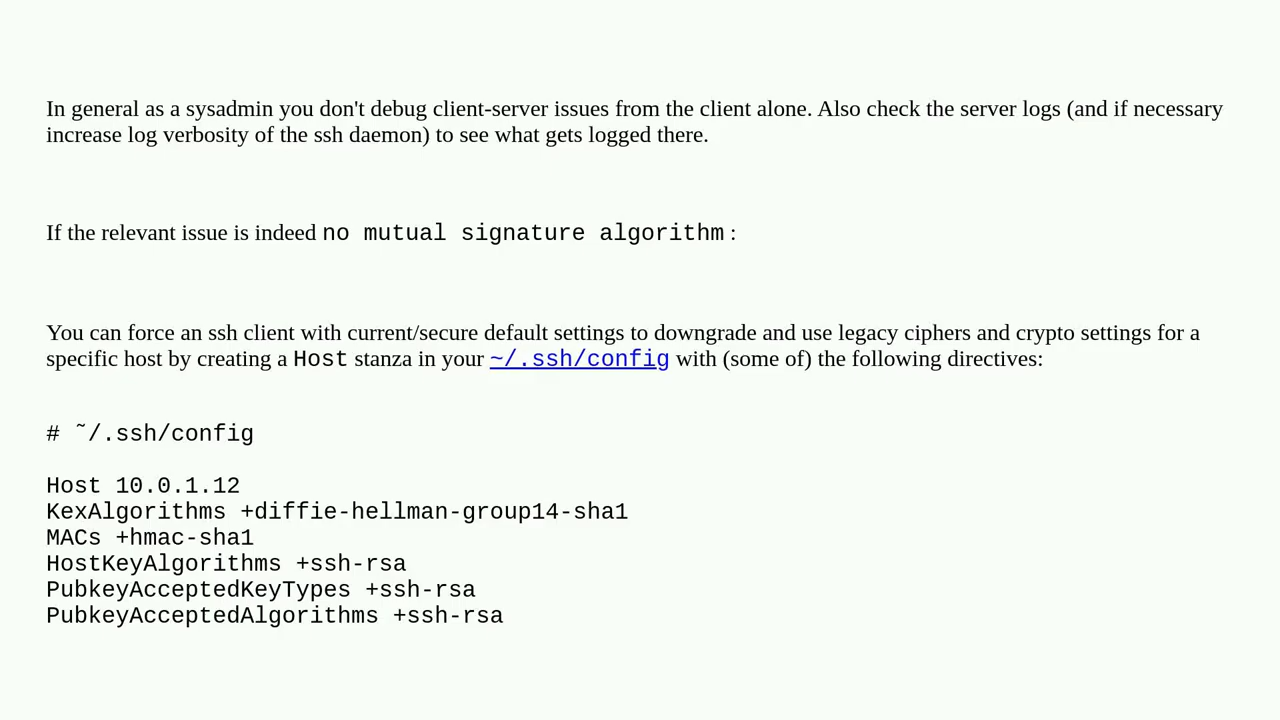 In general as a sysadmin you don't debug client-server issues from the client alone. Also check the server logs (and if necessary
increase log verbosity of the ssh daemon) to see what gets logged there.
If the relevant issue is indeed no mutual signature algorithm :
You can force an ssh client with current/secure default settings to downgrade and use legacy ciphers and crypto settings for a
specific host by creating a Host stanza in your ~/.ssh/config with (some of) the following directives:
# ~/.ssh/config
Host 10.0.1.12
KexAlgorithms +diffie-hellman-group14-sha1
MACs +hmac-sha1
HostKeyAlgorithms +ssh-rsa
PubkeyAcceptedKeyTypes +ssh-rsa
PubkeyAcceptedAlgorithms +ssh-rsa